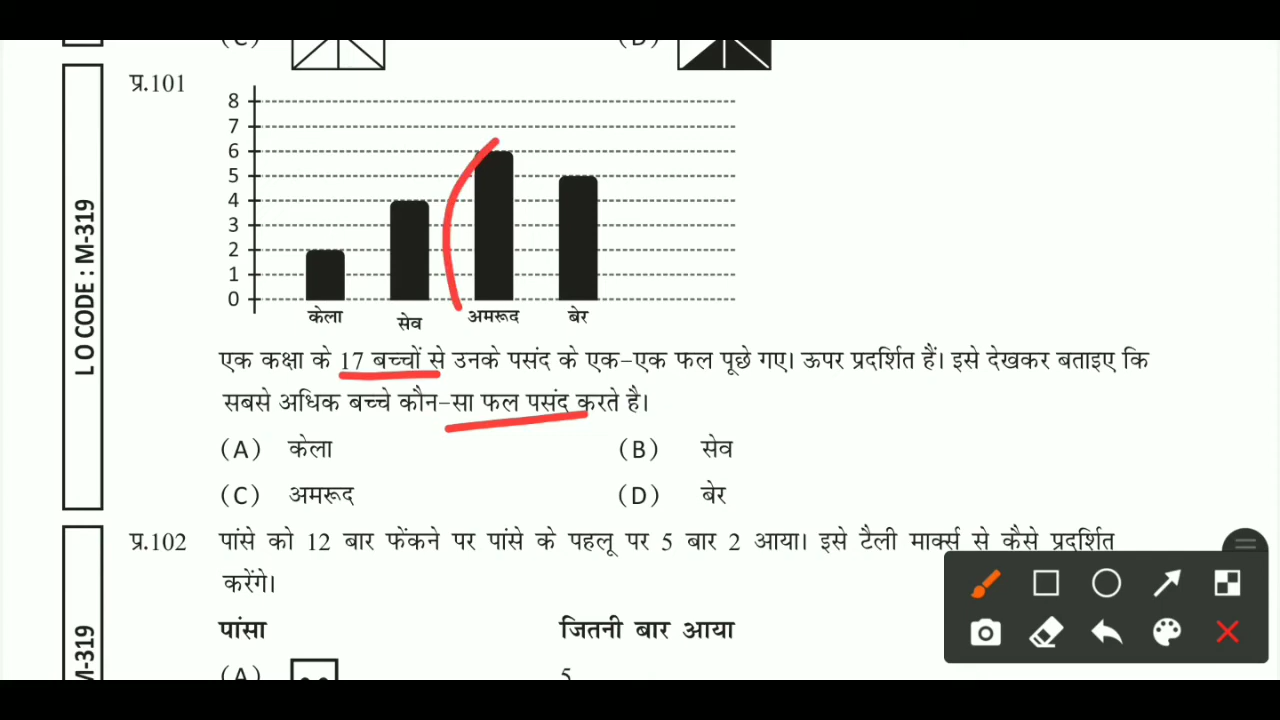 (C)
(D)
L O CODE : M-319
प्र.101
8
7
6
5
4
3
2
1
0
केला
सेव
अमरूद
बेर
एक कक्षा के 17 बच्चों से उनके पसंद के एक-एक फल पूछे गए। ऊपर प्रदर्शित हैं। इसे देखकर बताइए कि
सबसे अधिक बच्चे कौन-सा फल पसंद करते है।
(A) केला
(B) सेव
(C) अमरूद
(D) बेर
M-319
प्र.102
पांसे को 12 बार फेंकने पर पांसे के पहलू पर 5 बार 2 आया। इसे टैली मार्क्स से कैसे प्रदर्शित
करेंगे।
पांसा
जितनी बार आया
(A)
5